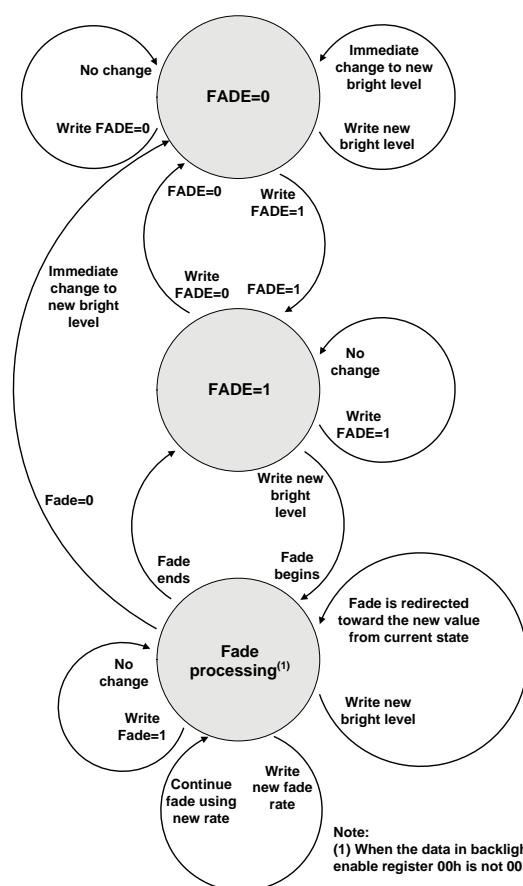 No change
Immediate
change to new
bright level
FADE=0
Write FADE=0
Write new
bright level
FADE=0
Write
FADE=1
Immediate
change to
new bright
level
Write
FADE=0
FADE=1
No
change
FADE=1
Write
FADE=1
Write new
bright
level
Fade=0
Fade
ends
Fade
begins
Fade is redirected
toward the new value
from current state
Fade
processing(1)
No
change
Write new
bright level
Write
Fade=1
Continue
fade using
new rate
Write
new fade
rate
Note:
(1) When the data in
enable register 00h is not